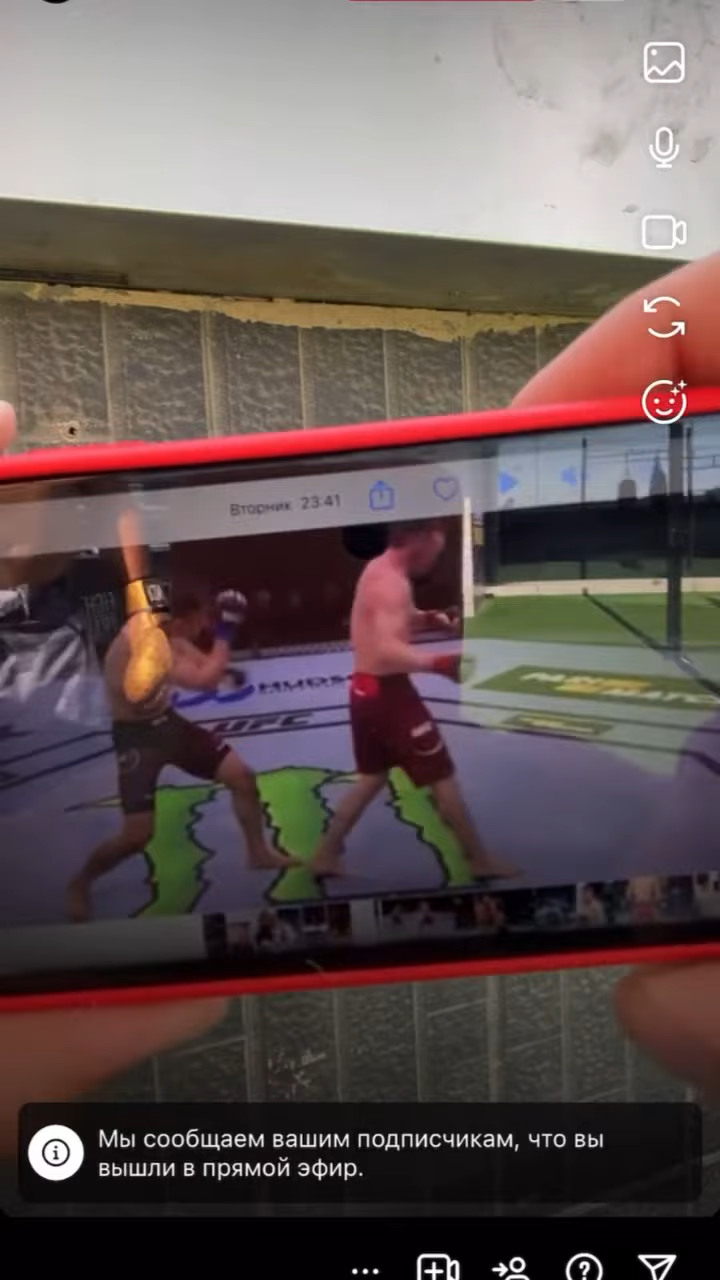 Вторник 23.41
UFC
Мы сообщаем вашим подписчикам, что вы
вышли в прямой эфир.